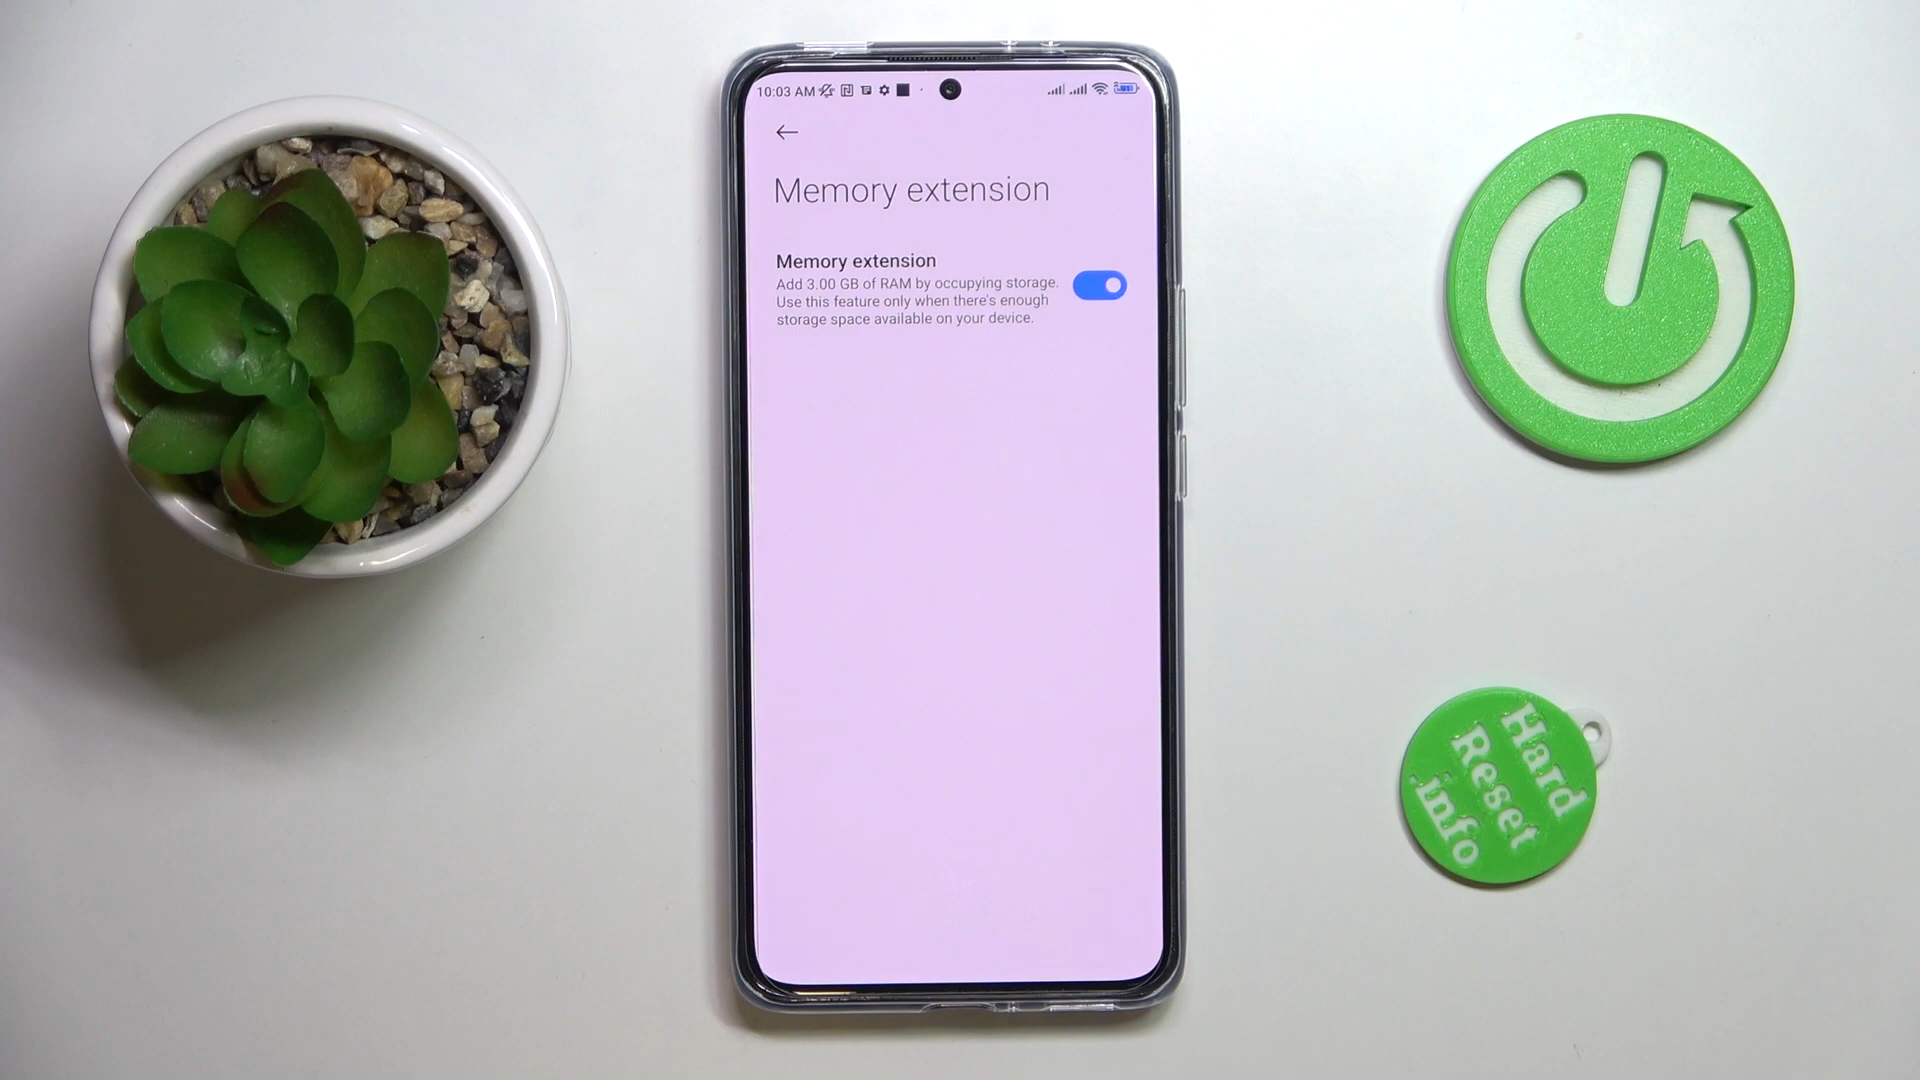 10:03 AM
Memory extension
Memory extension
Add 3.00 GB of RAM by occupying storage.
Use this feature only when there's enough
storage space available on your device.
Hard
Reset
.info